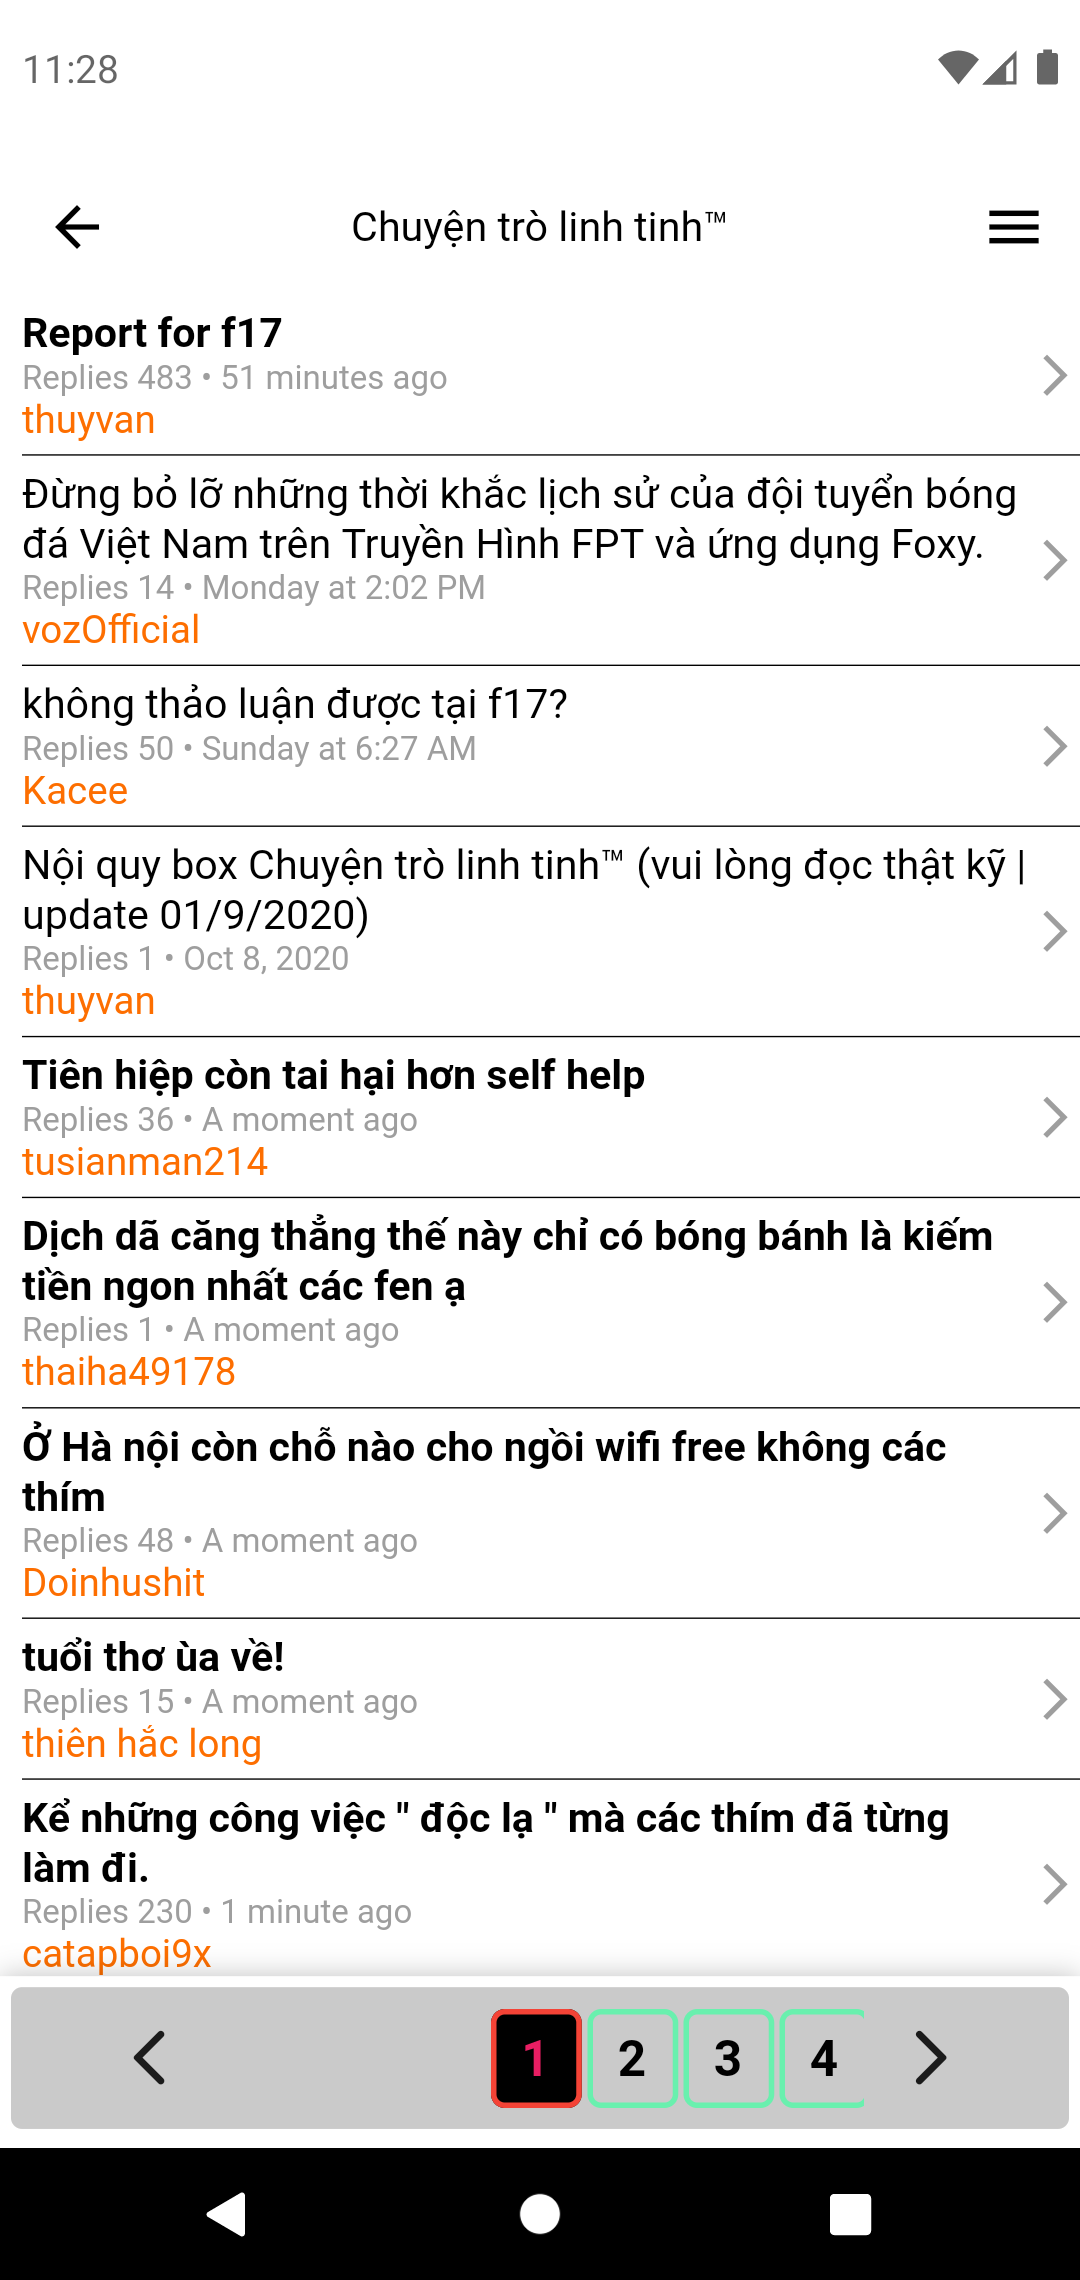 11:28
Chuyện trò linh tinh™
Report for f17
Replies 483 • 51 minutes ago
thuyvan
Đừng bỏ lỡ những thời khắc lịch sử của đội tuyển bóng
đá Việt Nam trên Truyền Hình FPT và ứng dụng Foxy.
Replies 14 • Monday at 2:02 PM
vozOfficial
không thảo luận được tại f17?
Replies 50 • Sunday at 6:27 AM
Kacee
Nội quy box Chuyện trò linh tinh™ (vui lòng đọc thật kỹ |
update 01/9/2020)
Replies 1 • Oct 8, 2020
thuyvan
Tiên hiệp còn tai hại hơn self help
Replies 36 • A moment ago
tusianman214
Dịch dã căng thẳng thế này chỉ có bóng bánh là kiếm
tiền ngon nhất các fen ạ
Replies 1 • A moment ago
thaiha49178
Ở Hà nội còn chỗ nào cho ngồi wifi free không các
thím
Replies 48 • A moment ago
Doinhushit
tuổi thơ ùa về!
Replies 15 • A moment ago
thiên hắc long
Kể những công việc " độc lạ " mà các thím đã từng
làm đi.
Replies 230 • 1 minute ago
catapboi9x
1 2 3 4